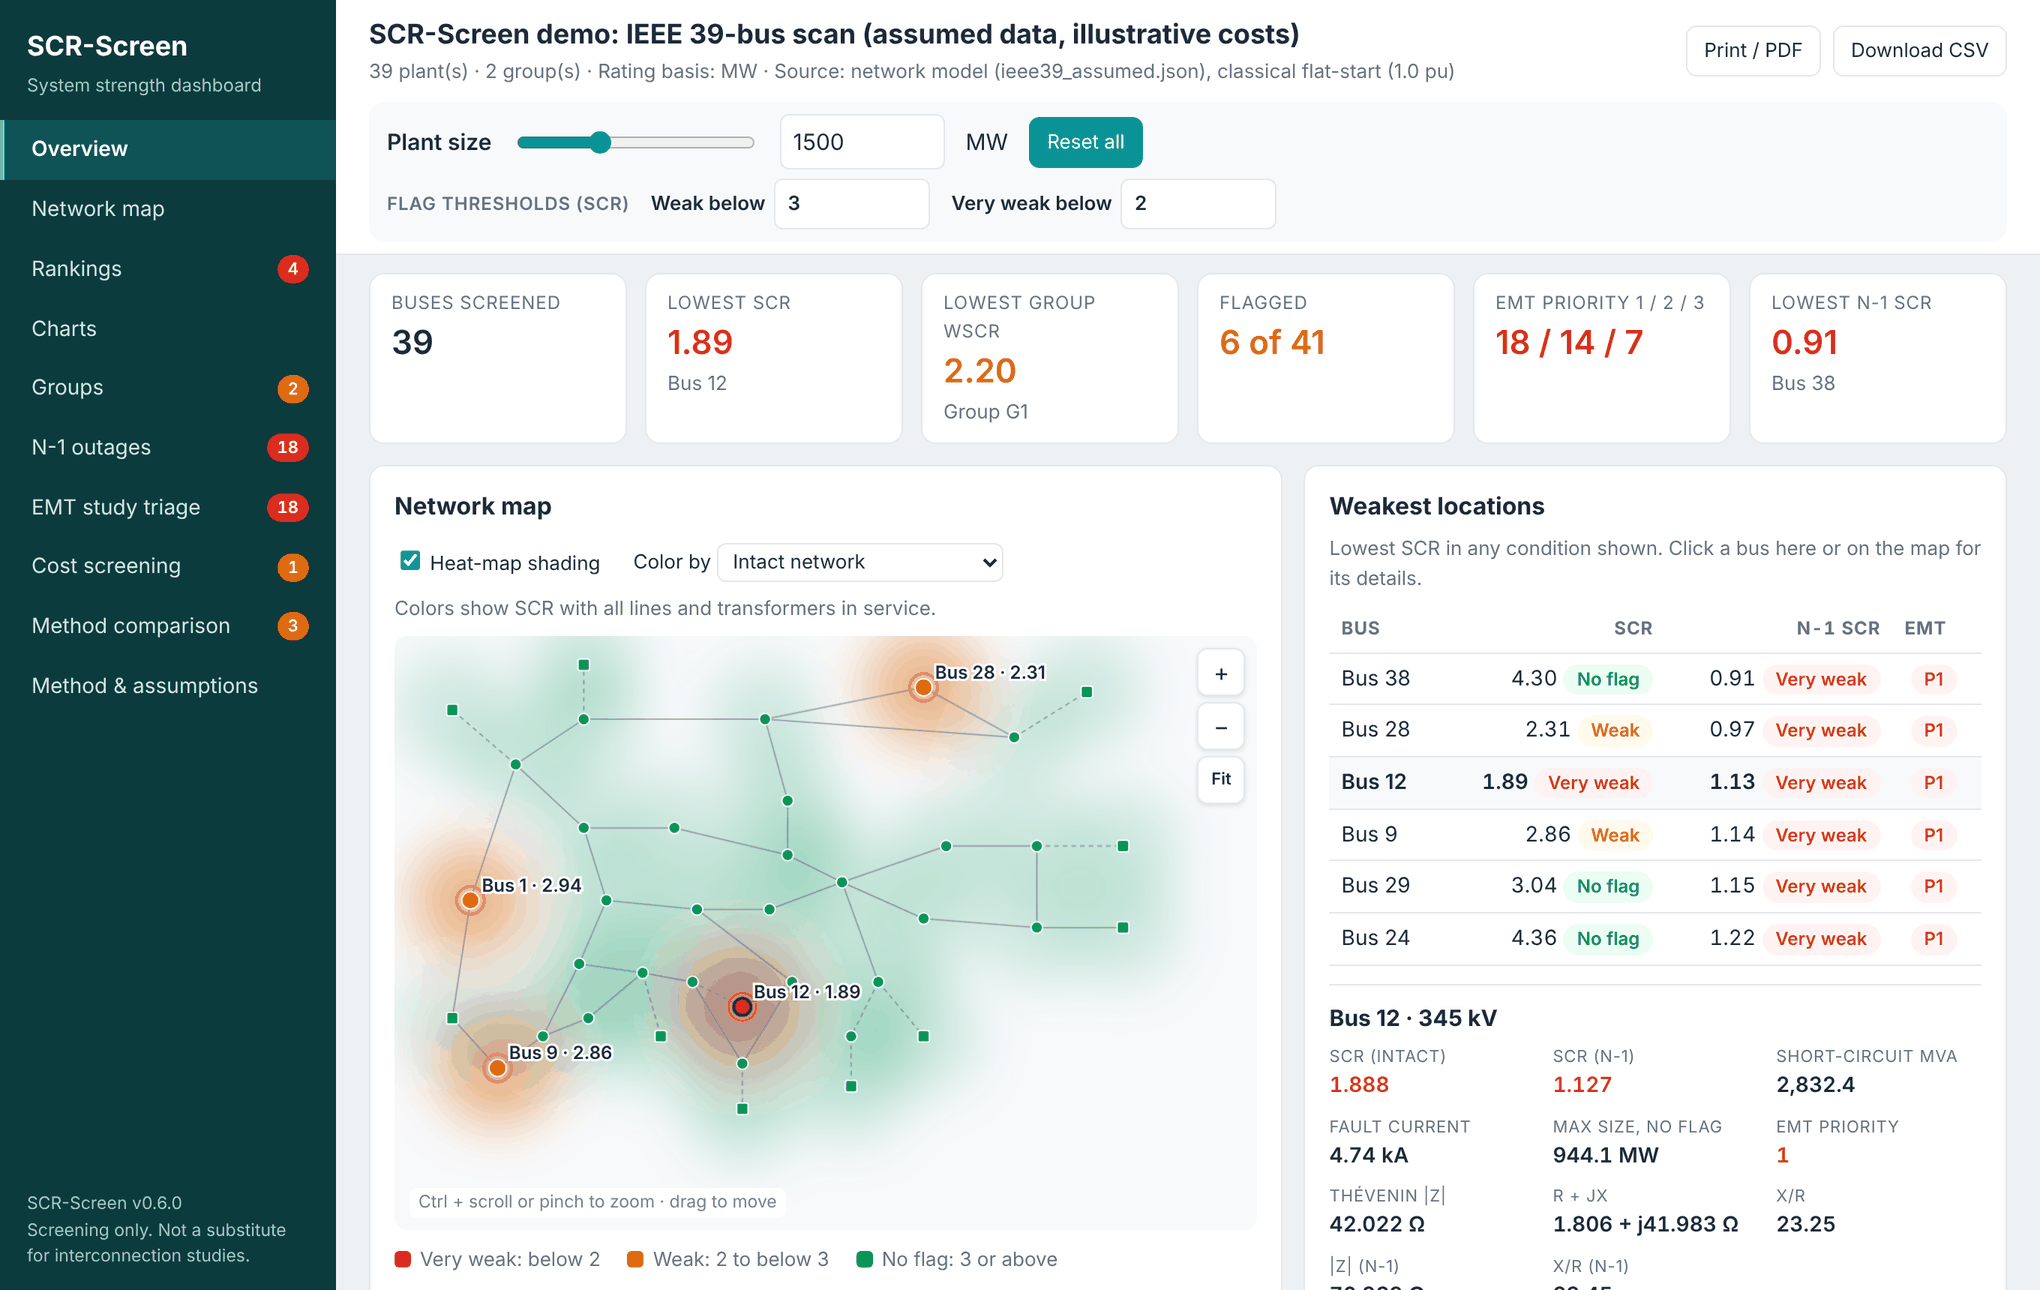 SCR-Screen
System strength dashboard
Overview
Network map
Rankings 4
Charts
Groups 2
N-1 outages 18
EMT study triage 18
Cost screening 1
Method comparison 3
Method & assumptions
SCR-Screen v0.6.0
Screening only. Not a substitute
for interconnection studies.
SCR-Screen demo: IEEE 39-bus scan (assumed data, illustrative costs)
39 plant(s) · 2 group(s) · Rating basis: MW · Source: network model (ieee39_assumed.json), classical flat-start (1.0 pu)
Print / PDF
Download CSV
Plant size 1500 MW Reset all
FLAG THRESHOLDS (SCR) Weak below 3 Very weak below 2
BUSES SCREENED
39
LOWEST SCR
1.89
Bus 12
LOWEST GROUP
WSCR
2.20
Group G1
FLAGGED
6 of 41
EMT PRIORITY 1 / 2 / 3
18 / 14 / 7
LOWEST N-1 SCR
0.91
Bus 38
Network map
Heat-map shading Color by Intact network
Colors show SCR with all lines and transformers in service.
Bus 28 · 2.31
+
−
Fit
Bus 1 · 2.94
Bus 12 · 1.89
Bus 9 · 2.86
Ctrl + scroll or pinch to zoom · drag to move
Very weak: below 2 Weak: 2 to below 3 No flag: 3 or above
Weakest locations
Lowest SCR in any condition shown. Click a bus here or on the map for
its details.
BUS SCR N-1 SCR EMT
Bus 38 4.30 No flag 0.91 Very weak P1
Bus 28 2.31 Weak 0.97 Very weak P1
Bus 12 1.89 Very weak 1.13 Very weak P1
Bus 9 2.86 Weak 1.14 Very weak P1
Bus 29 3.04 No flag 1.15 Very weak P1
Bus 24 4.36 No flag 1.22 Very weak P1
Bus 12 · 345 kV
SCR (INTACT) SCR (N-1) SHORT-CIRCUIT MVA
1.888 1.127 2,832.4
FAULT CURRENT MAX SIZE, NO FLAG EMT PRIORITY
4.74 kA 944.1 MW 1
THÉVENIN |Z| R + JX X/R
42.022 Ω 1.806 + j41.983 Ω 23.25
|Z| (N-1) X/R (N-1)